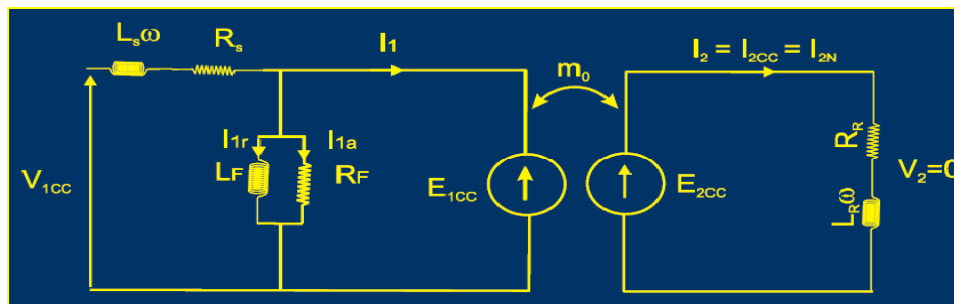 Lsω
Rs
I1
m0
I2 = I2CC = I2N
I1r
I1a
LF
RF
V1CC
E1CC
E2CC
RR
LRω
V2=0